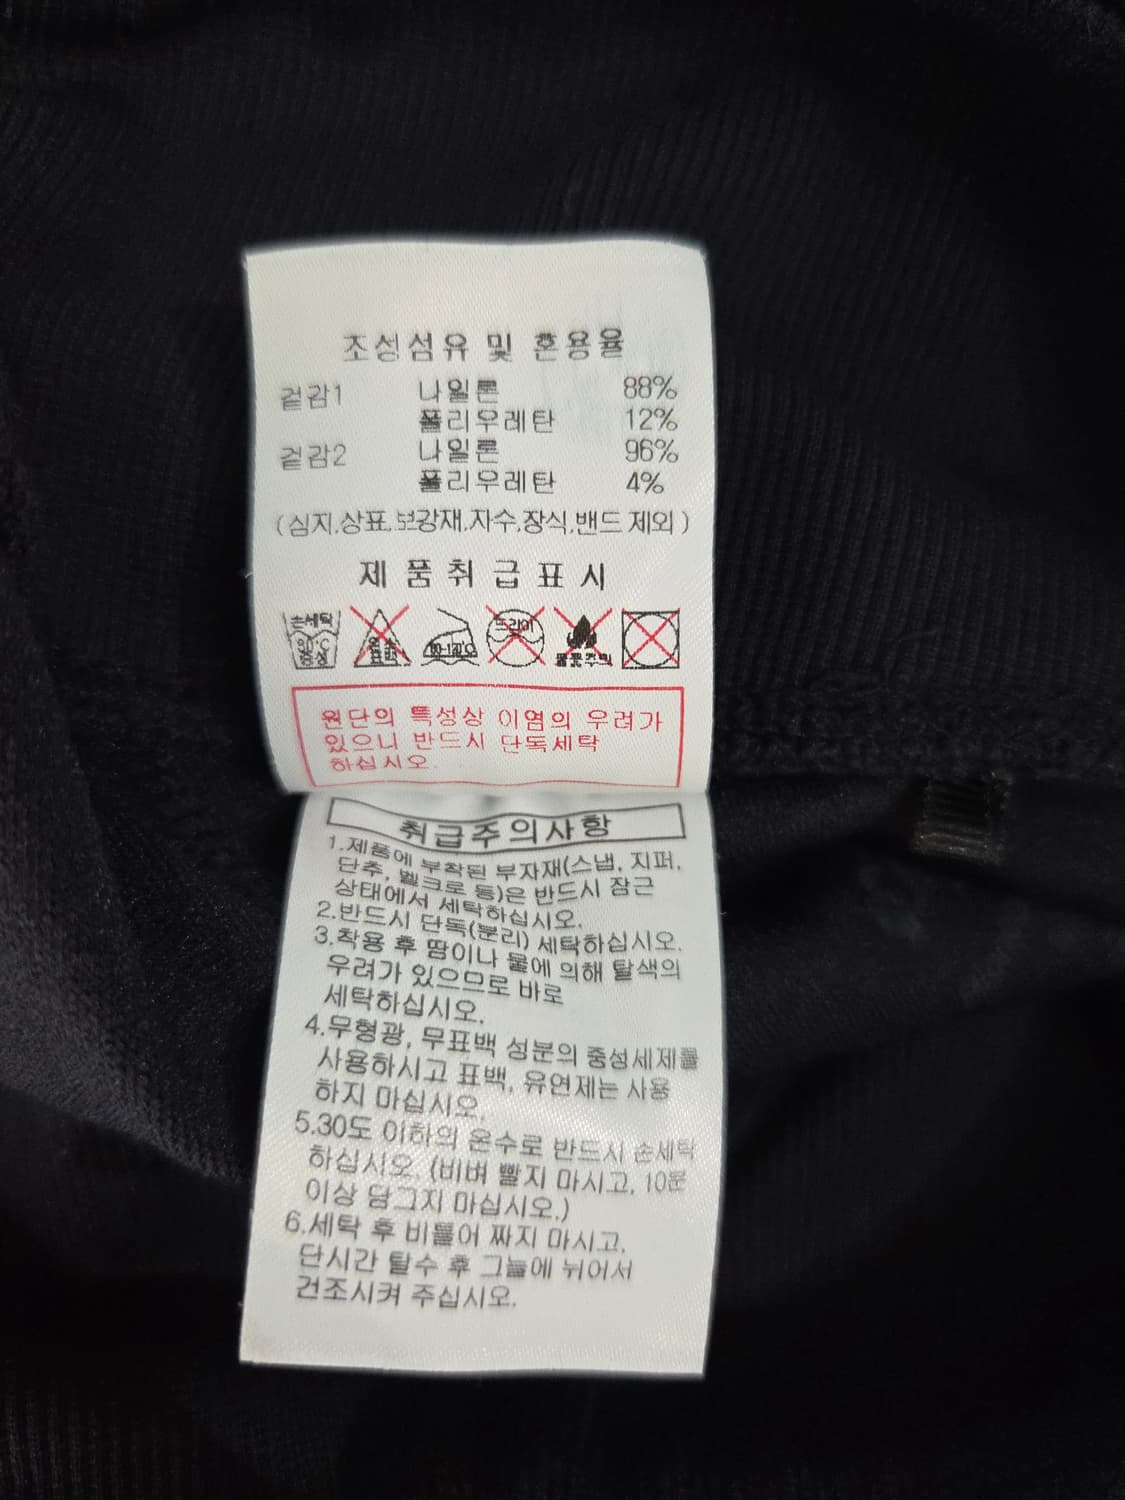 조성섬유 및 혼용율
겉감1 나일론 88%
폴리우레탄 12%
겉감2 나일론 96%
폴리우레탄 4%
(심지,상표,보강재,자수,장식,밴드 제외)
제품취급표시
손세탁 염소 표백 80~120℃ 드라이 불꽃주의
원단의 특성상 이염의 우려가
있으니 반드시 단독세탁
하십시오.
취급주의사항
1.제품에 부착된 부자재(스냅, 지퍼,
단추, 벨크로 등)은 반드시 잠근
상태에서 세탁하십시오.
2.반드시 단독(분리) 세탁하십시오.
3.착용 후 땀이나 물에 의해 탈색의
우려가 있으므로 바로
세탁하십시오.
4.무형광, 무표백 성분의 중성세제를
사용하시고 표백, 유연제는 사용
하지 마십시오.
5.30도 이하의 온수로 반드시 손세탁
하십시오. (비벼 빨지 마시고, 10분
이상 담그지 마십시오.)
6.세탁 후 비틀어 짜지 마시고,
단시간 탈수 후 그늘에 뉘어서
건조시켜 주십시오.